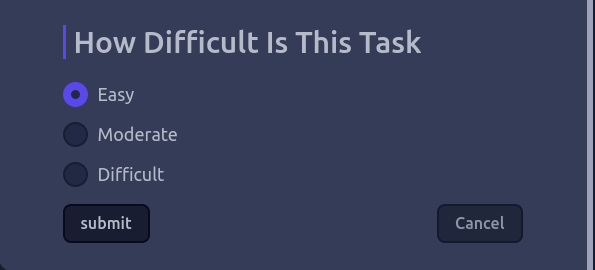 How Difficult Is This Task
Easy
Moderate
Difficult
submit Cancel